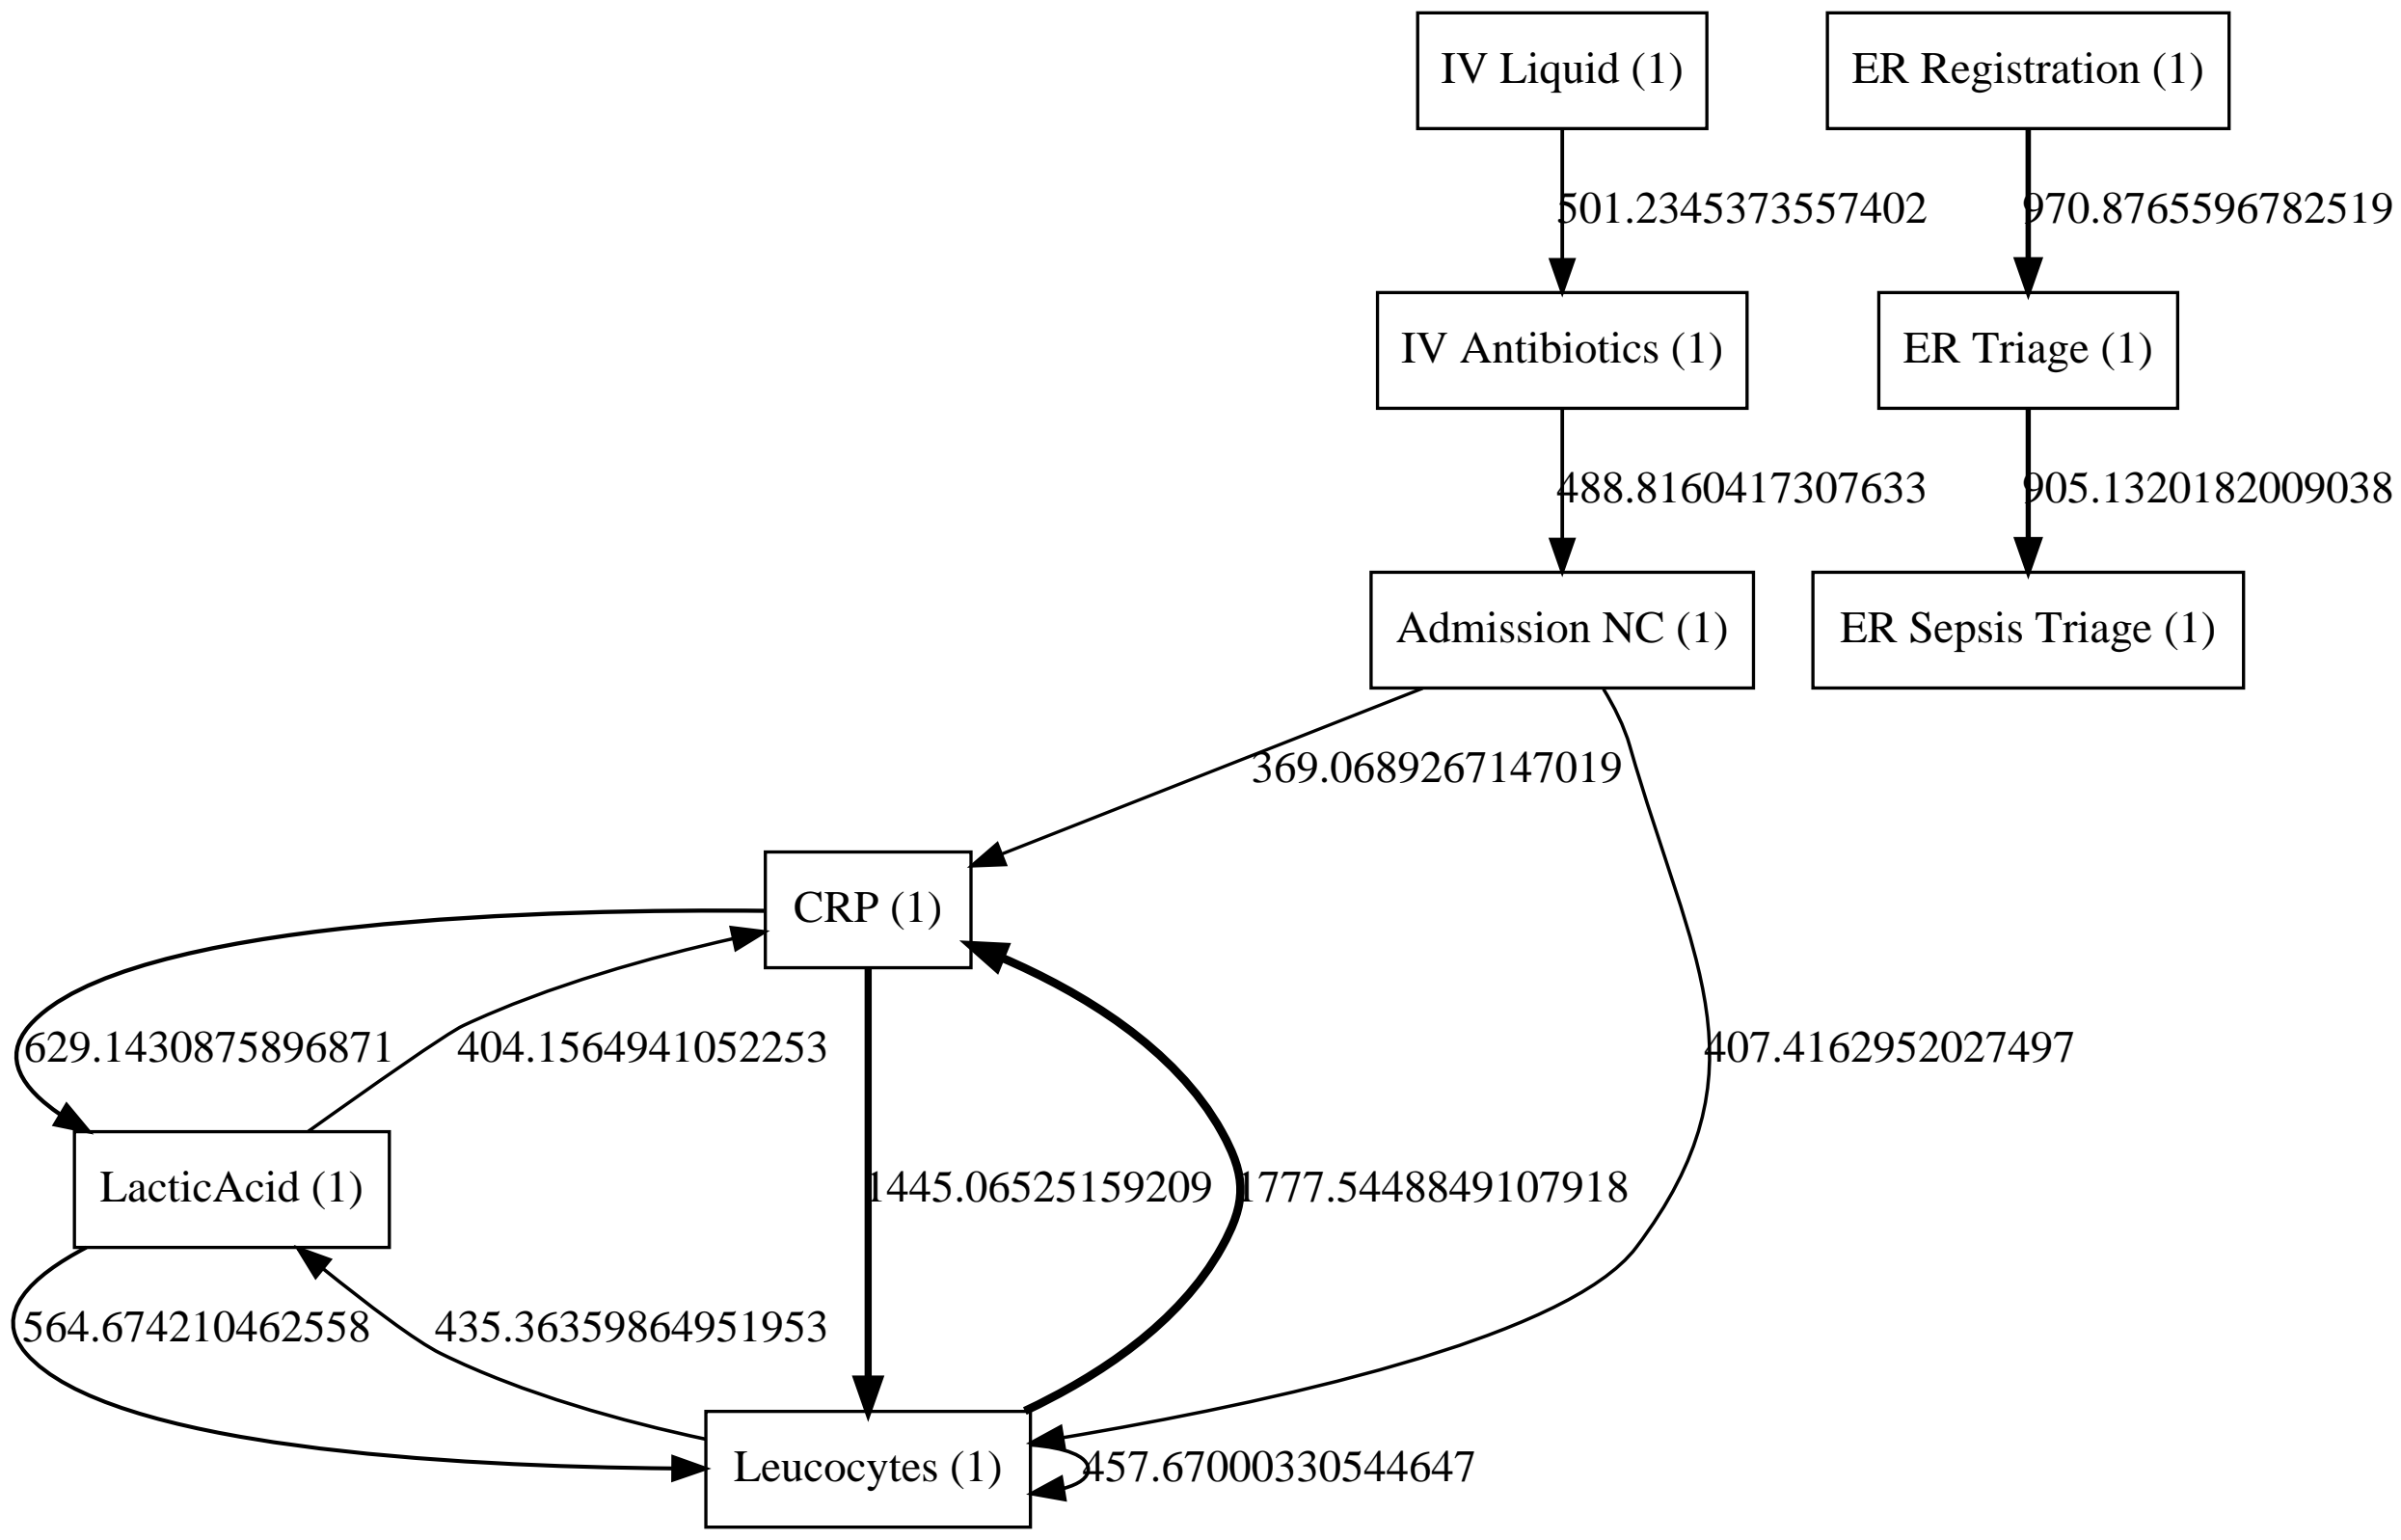 IV Liquid (1)
ER Registration (1)
501.2345373557402
970.8765596782519
IV Antibiotics (1)
ER Triage (1)
488.8160417307633
905.1320182009038
Admission NC (1)
ER Sepsis Triage (1)
369.0689267147019
CRP (1)
629.1430875896871
404.1564941052253
407.4162952027497
LacticAcid (1)
1445.06525159209
1777.5448849107918
564.674210462558
435.36359864951953
Leucocytes (1)
457.67000330544647